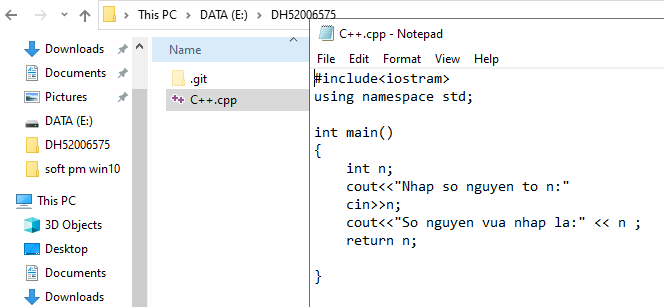 This PC > DATA (E:) > DH52006575
Downloads
Documents
Pictures
DATA (E:)
DH52006575
soft pm win10
This PC
3D Objects
Desktop
Documents
Downloads
Name
.git
C++.cpp
C++.cpp - Notepad
File Edit Format View Help
#include<iostram>
using namespace std;
int main()
{
int n;
cout<<"Nhap so nguyen to n:"
cin>>n;
cout<<"So nguyen vua nhap la:" << n ;
return n;
}